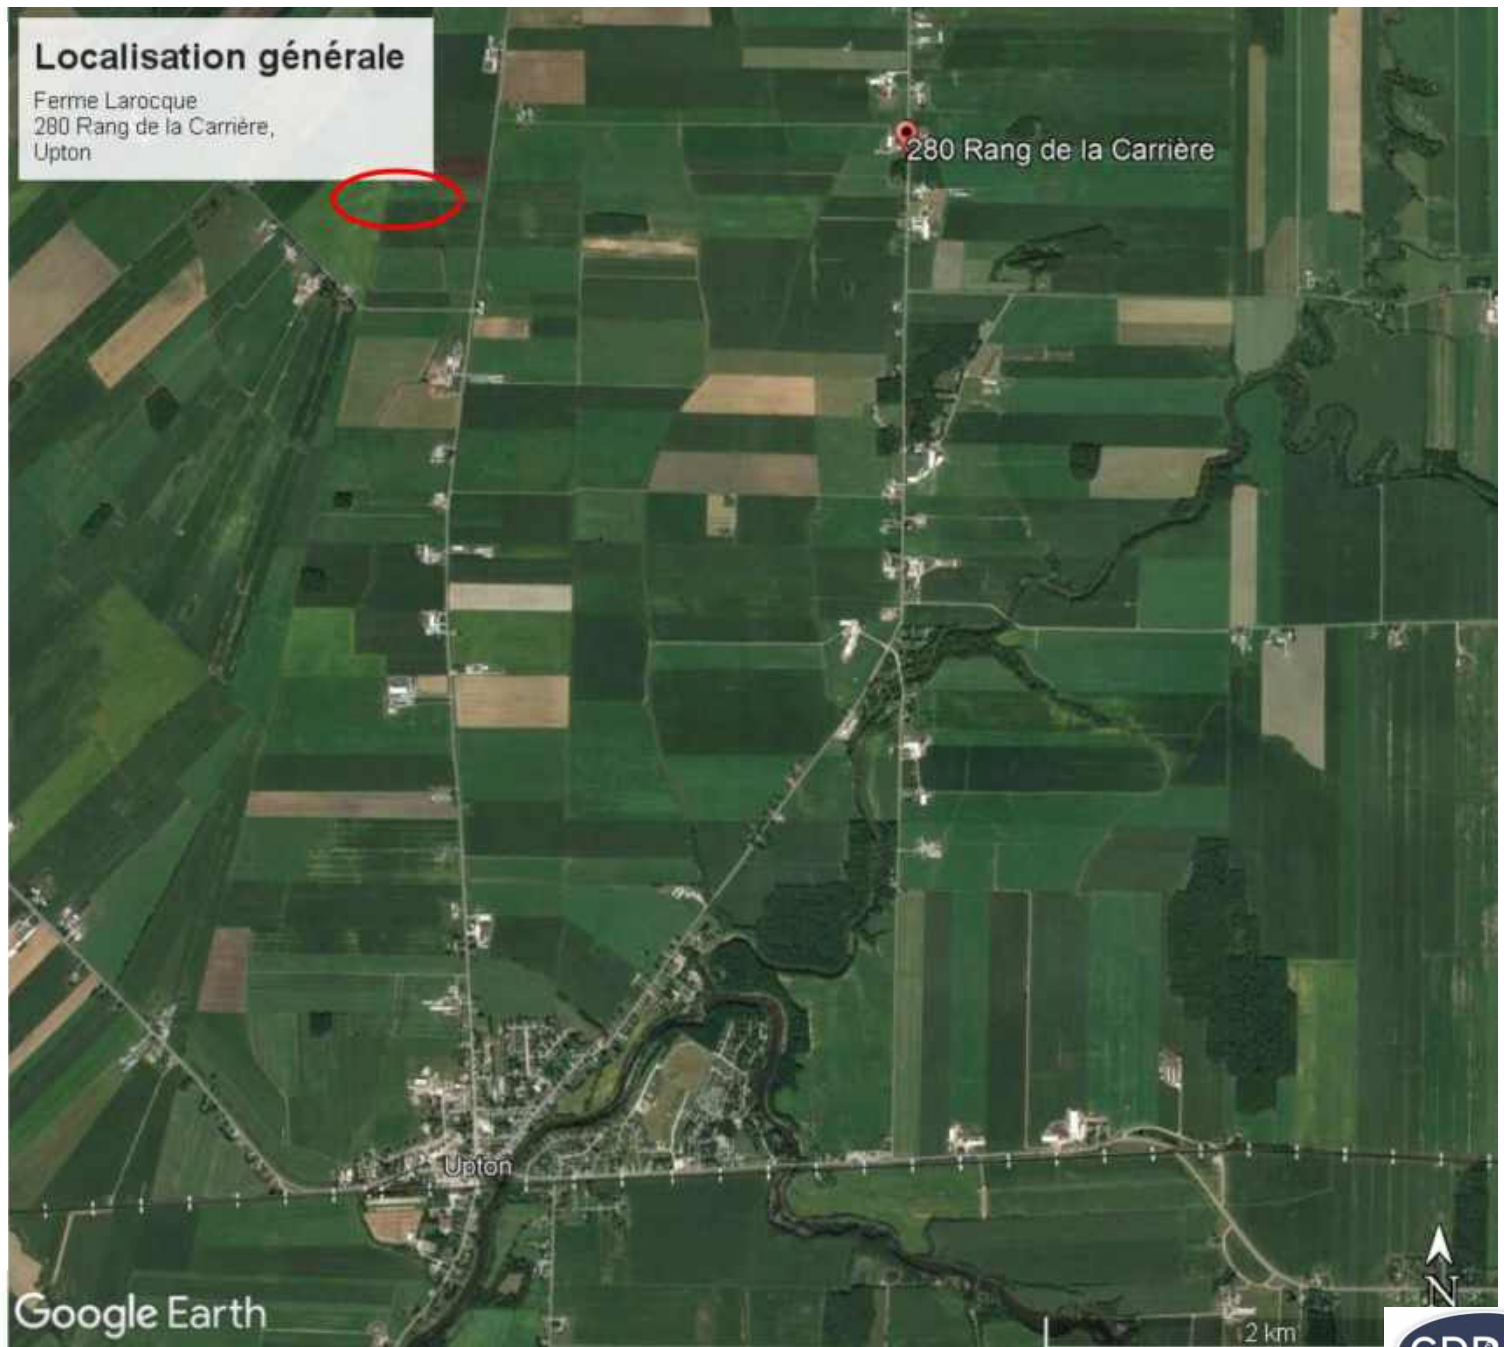 Localisation générale
Ferme Larocque
280 Rang de la Carrière,
Upton
280 Rang de la Carrière
Upton
N
Google Earth
2 km